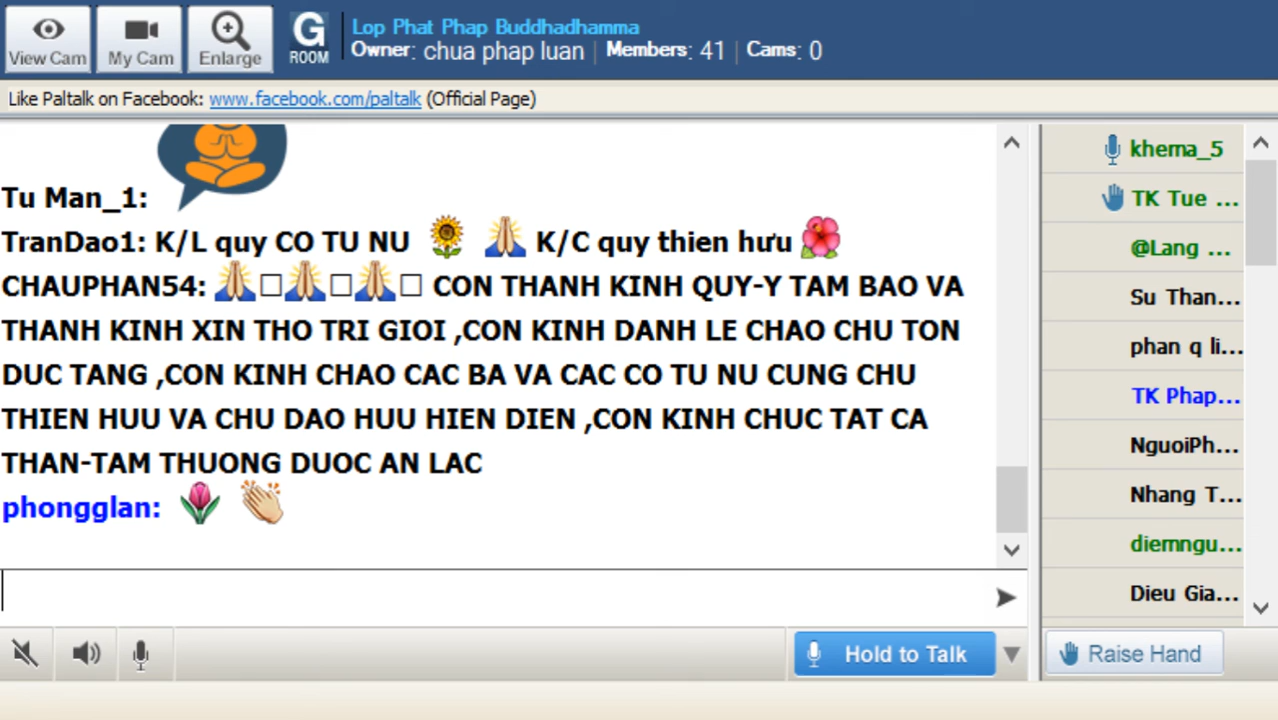 View Cam
My Cam
Enlarge
G
ROOM
Lop Phat Phap Buddhadhamma
Owner: chua phap luan | Members: 41 | Cams: 0
Like Paltalk on Facebook: www.facebook.com/paltalk (Official Page)
Tu Man_1:
TranDao1: K/L quy CO TU NU 🌻 🙏 K/C quy thien hưu 🌺
CHAUPHAN54: 🙏□🙏□🙏□ CON THANH KINH QUY-Y TAM BAO VA
THANH KINH XIN THO TRI GIOI ,CON KINH DANH LE CHAO CHU TON
DUC TANG ,CON KINH CHAO CAC BA VA CAC CO TU NU CUNG CHU
THIEN HUU VA CHU DAO HUU HIEN DIEN ,CON KINH CHUC TAT CA
THAN-TAM THUONG DUOC AN LAC
phongglan: 🌷 👏
khema_5
TK Tue ...
@Lang ...
Su Than...
phan q li...
TK Phap...
NguoiPh...
Nhang T...
diemngu...
Dieu Gia...
Hold to Talk
Raise Hand